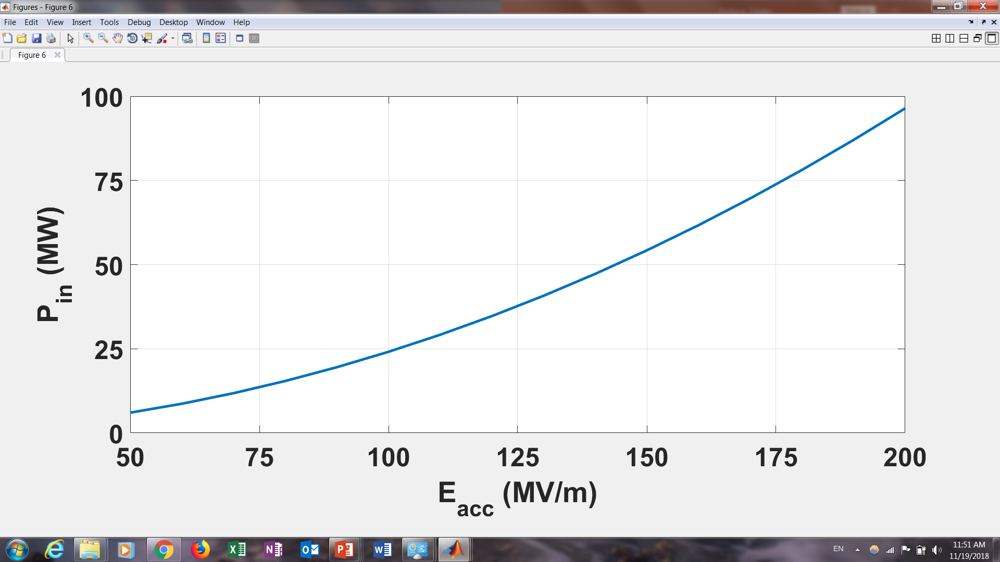 Figures - Figure 6
File Edit View Insert Tools Debug Desktop Window Help
Figure 6
100
75
50
25
0
P_in (MW)
50 75 100 125 150 175 200
E_acc (MV/m)
EN
11:51 AM
11/19/2018